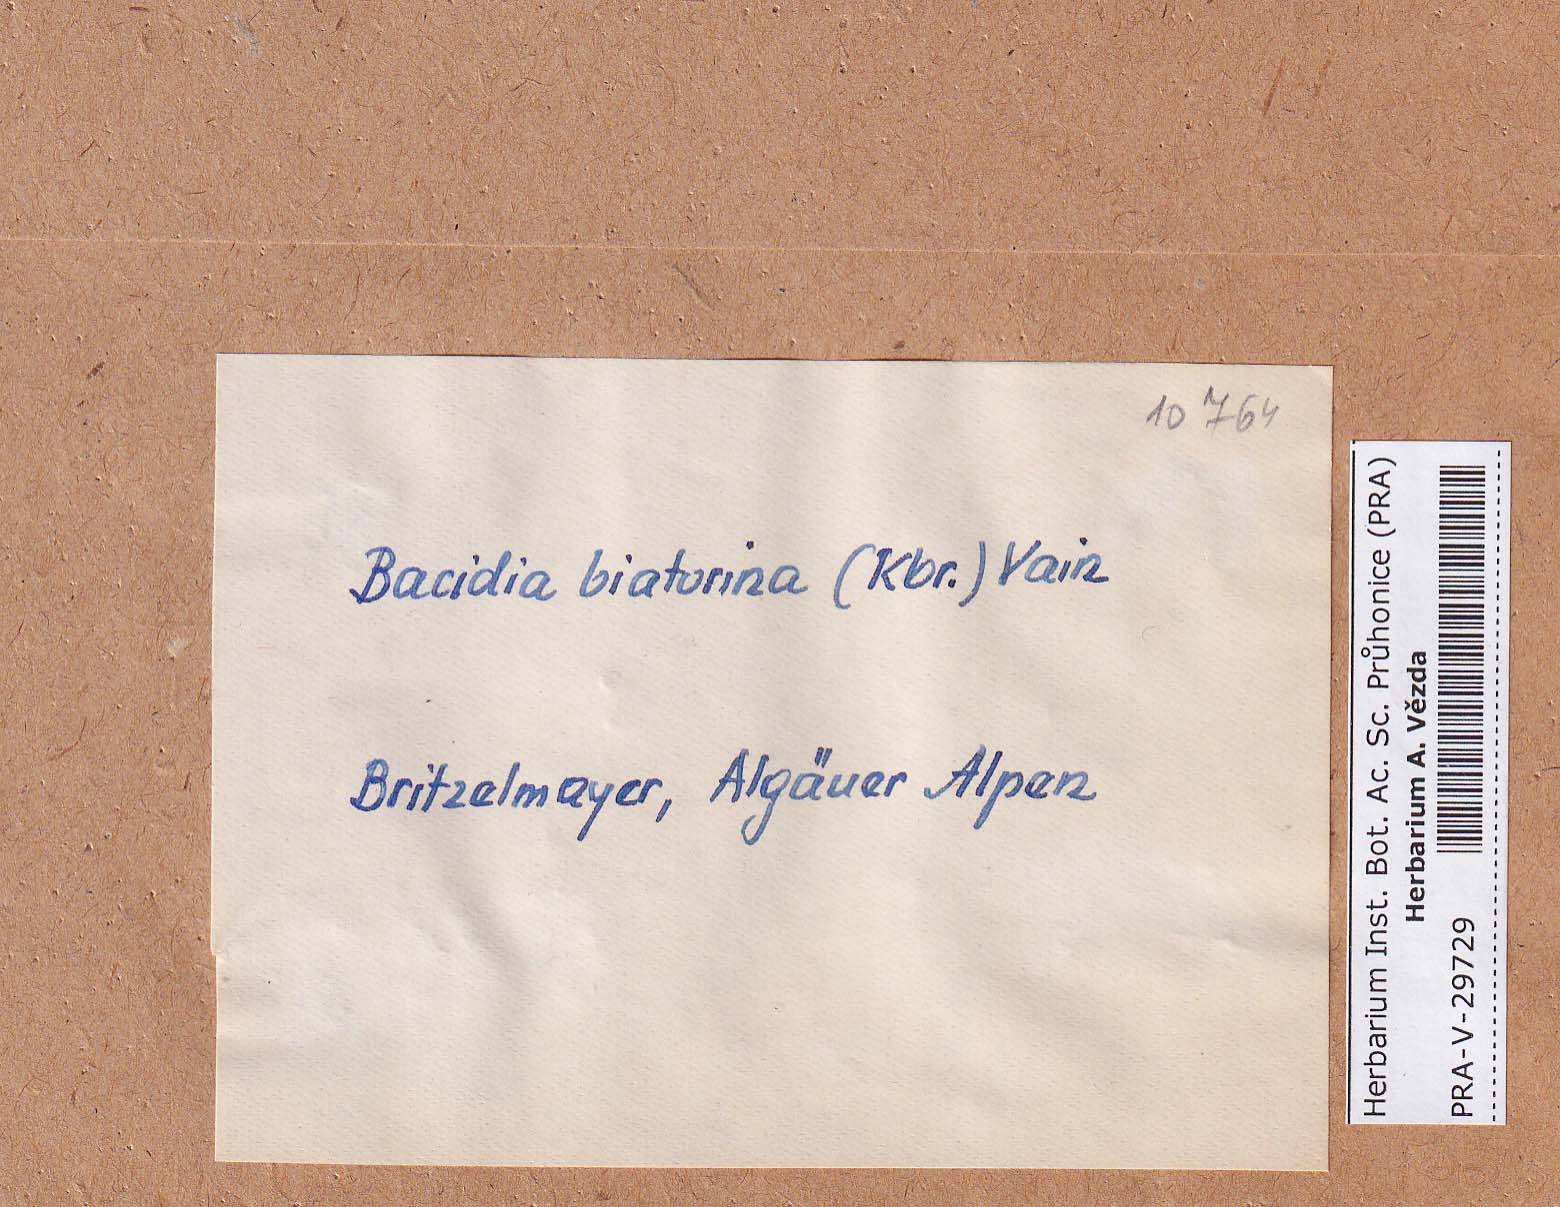 10 764
Bacidia biatorina (Kbr.) Vain
Britzelmayer, Algäuer Alpen
Herbarium Inst. Bot. Ac. Sc. Průhonice (PRA)
Herbarium A. Vězda
PRA-V-29729